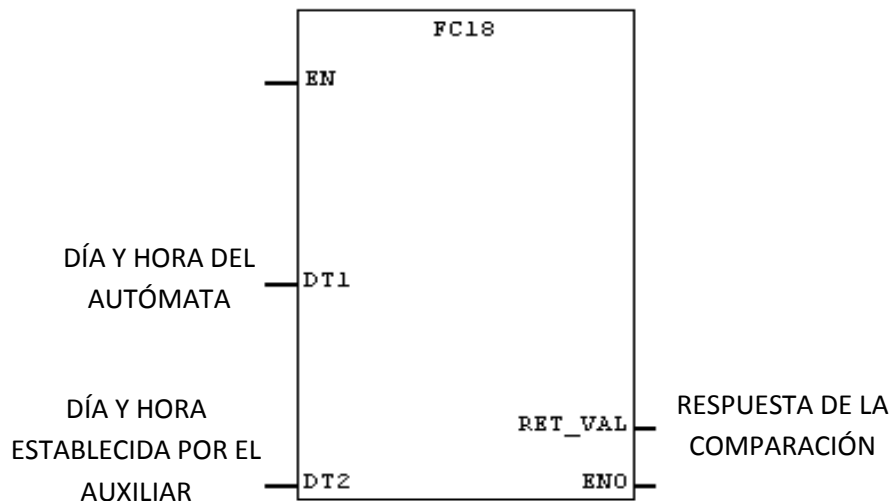 FC18
EN
DÍA Y HORA DEL
AUTÓMATA
DT1
DÍA Y HORA
ESTABLECIDA POR EL
AUXILIAR
DT2
RET_VAL
RESPUESTA DE LA
COMPARACIÓN
ENO